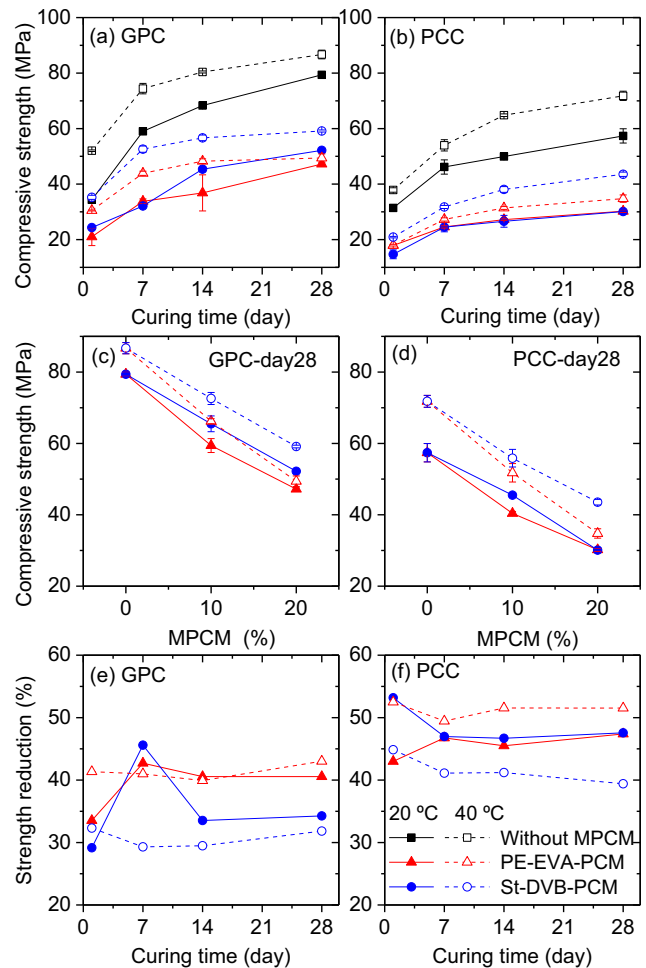 (a) GPC
(b) PCC
Compressive strength (MPa)
100
80
60
40
20
0 7 14 21 28
Curing time (day)
Compressive strength (MPa)
100
80
60
40
20
0 7 14 21 28
Curing time (day)
(c) GPC-day28
(d) PCC-day28
Compressive strength (MPa)
80
60
40
20
0 10 20
MPCM (%)
80
60
40
20
0 10 20
MPCM (%)
(e) GPC
(f) PCC
Strength reduction (%)
60
50
40
30
20
0 7 14 21 28
Curing time (day)
60
50
40
30
20
0 7 14 21 28
Curing time (day)
20 ºC 40 ºC
Without MPCM
PE-EVA-PCM
St-DVB-PCM